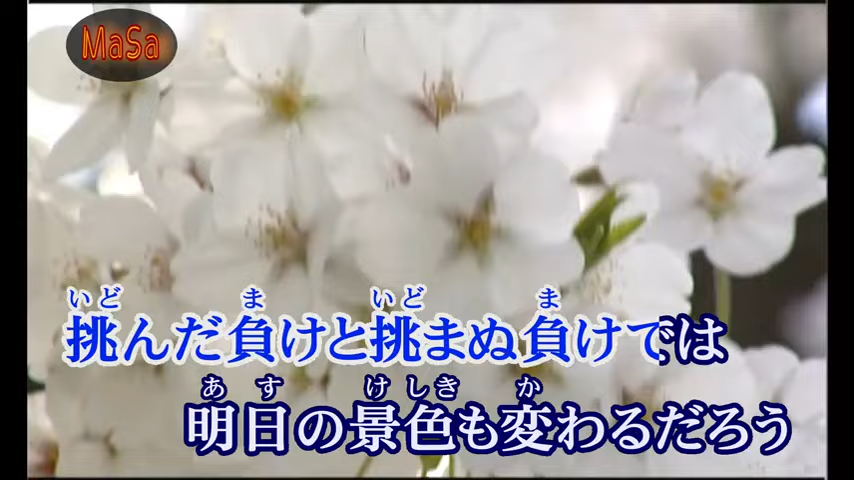 MaSa
いど ま いど ま
挑んだ負けと挑まぬ負けでは
あす けしき か
明日の景色も変わるだろう